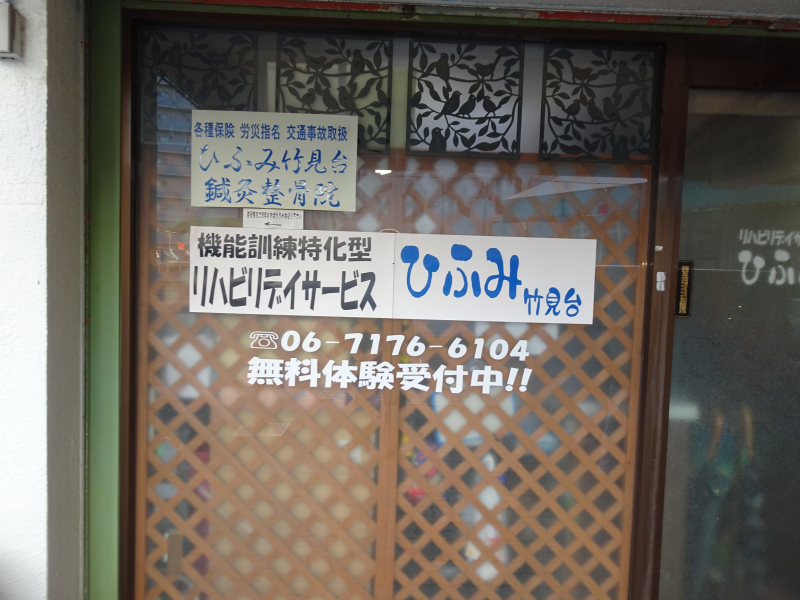 各種保険 労災指名 交通事故取扱
ひふみ竹見台
鍼灸整骨院
機能訓練特化型
リハビリデイサービス
ひふみ竹見台
☏06-7176-6104
無料体験受付中!!
リハビリデイサ
ひふ